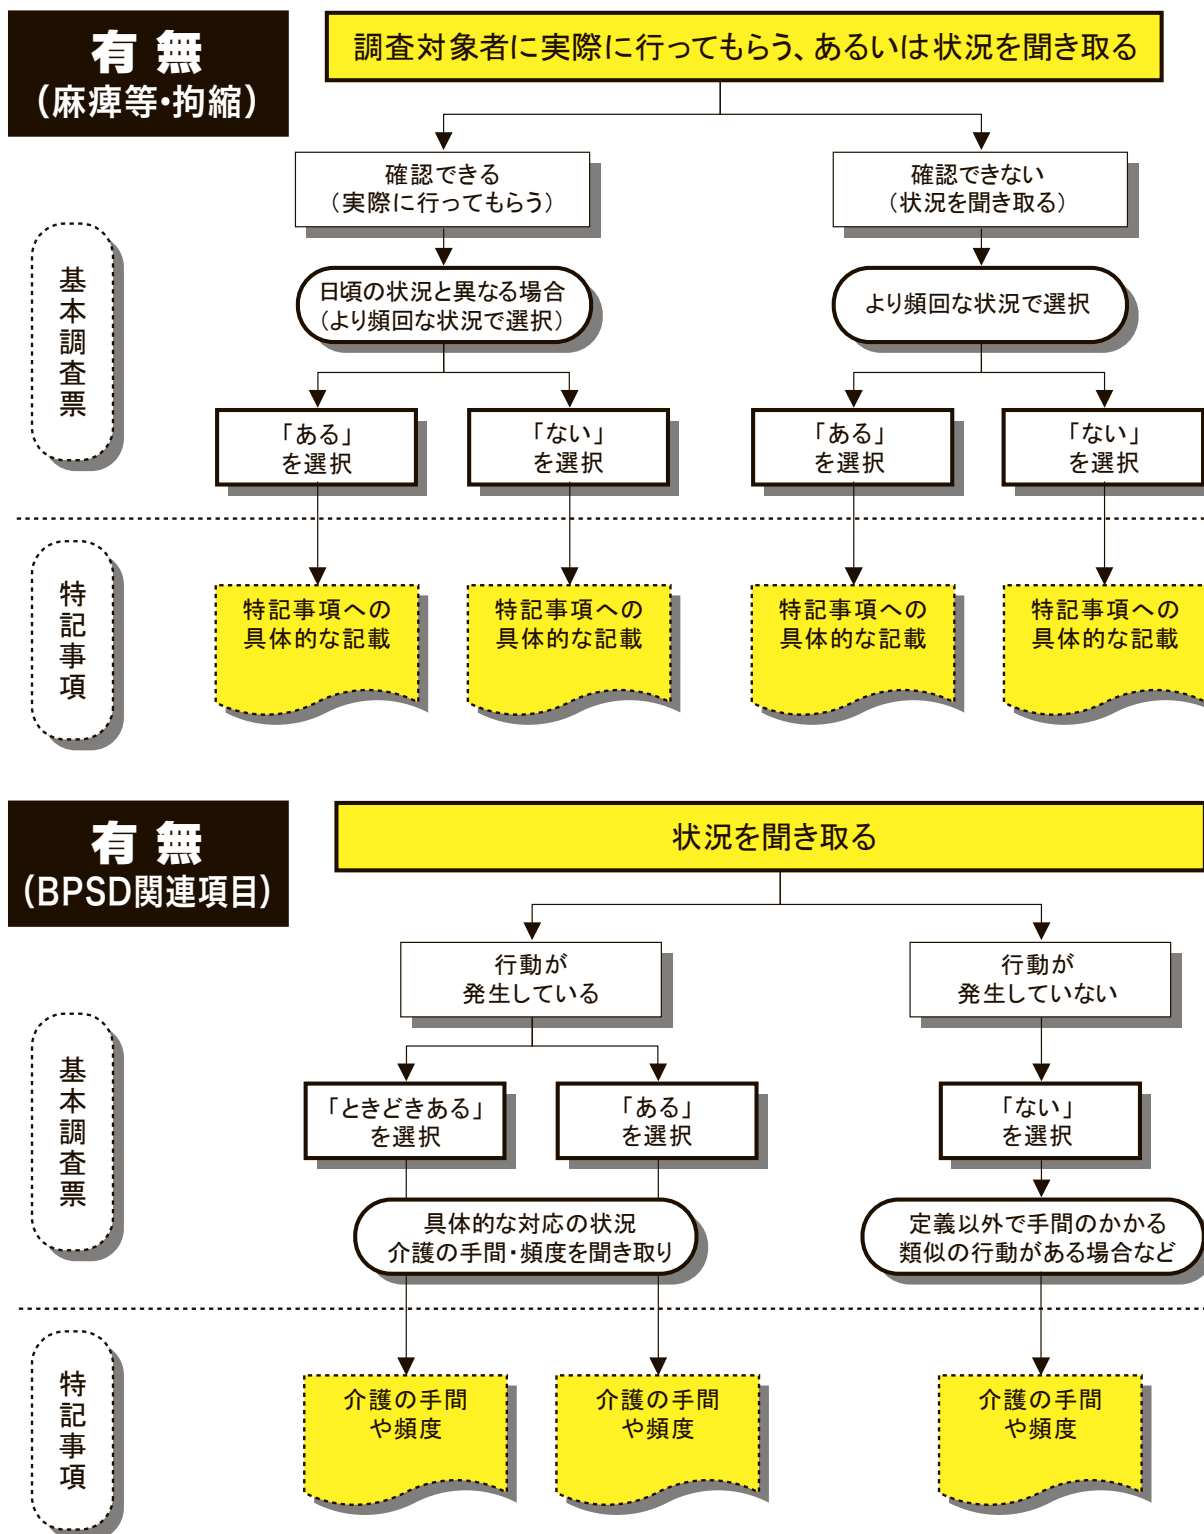 有無
(麻痺等・拘縮)
調査対象者に実際に行ってもらう、あるいは状況を聞き取る
確認できる
(実際に行ってもらう)
確認できない
(状況を聞き取る)
基本調査票
日頃の状況と異なる場合
(より頻回な状況で選択)
より頻回な状況で選択
「ある」
を選択
「ない」
を選択
「ある」
を選択
「ない」
を選択
特記事項
特記事項への
具体的な記載
特記事項への
具体的な記載
特記事項への
具体的な記載
特記事項への
具体的な記載
有無
(BPSD関連項目)
状況を聞き取る
行動が
発生している
行動が
発生していない
基本調査票
「ときどきある」
を選択
「ある」
を選択
「ない」
を選択
具体的な対応の状況
介護の手間・頻度を聞き取り
定義以外で手間のかかる
類似の行動がある場合など
特記事項
介護の手間
や頻度
介護の手間
や頻度
介護の手間
や頻度